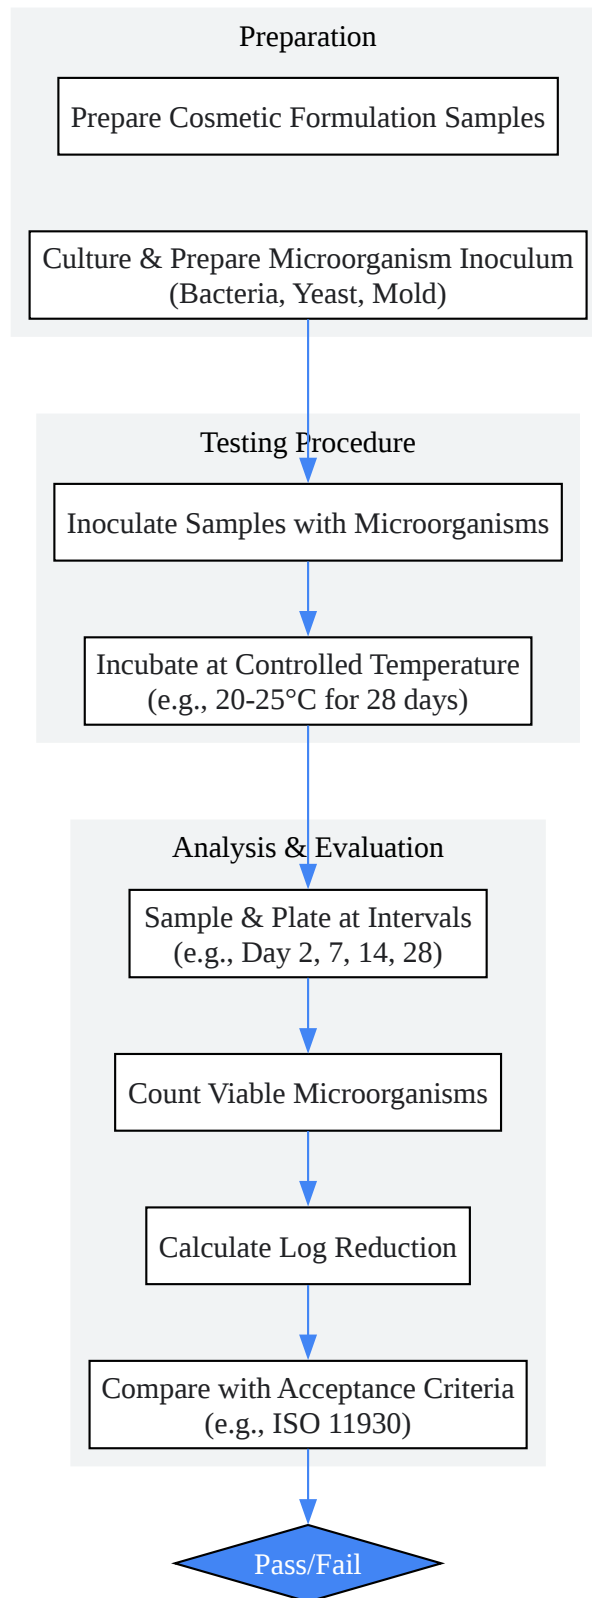 Preparation
Prepare Cosmetic Formulation Samples
Culture & Prepare Microorganism Inoculum
(Bacteria, Yeast, Mold)
Testing Procedure
Inoculate Samples with Microorganisms
Incubate at Controlled Temperature
(e.g., 20-25°C for 28 days)
Analysis & Evaluation
Sample & Plate at Intervals
(e.g., Day 2, 7, 14, 28)
Count Viable Microorganisms
Calculate Log Reduction
Compare with Acceptance Criteria
(e.g., ISO 11930)
Pass/Fail